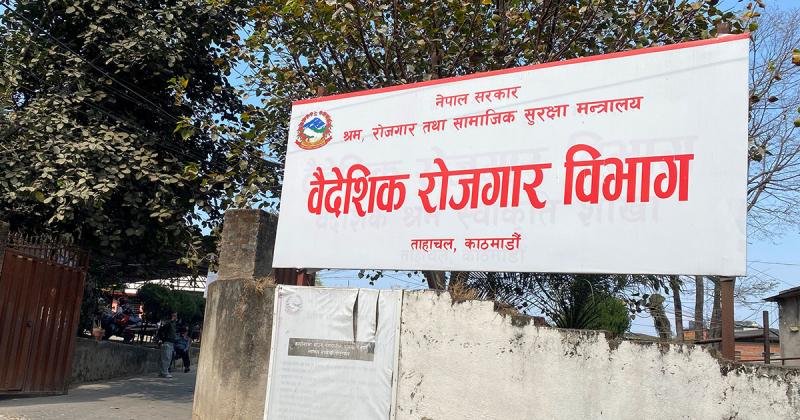 नेपाल सरकार
श्रम, रोजगार तथा सामाजिक सुरक्षा मन्त्रालय
वैदेशिक रोजगार विभाग
ताहाचल, काठमाडौं